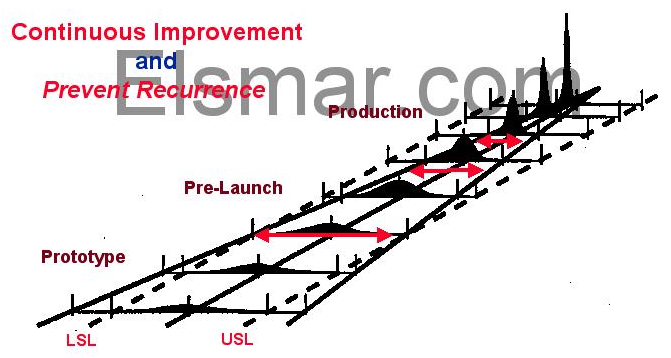 Continuous Improvement
and
Prevent Recurrence
Elsmar com
Production
Pre-Launch
Prototype
LSL
USL